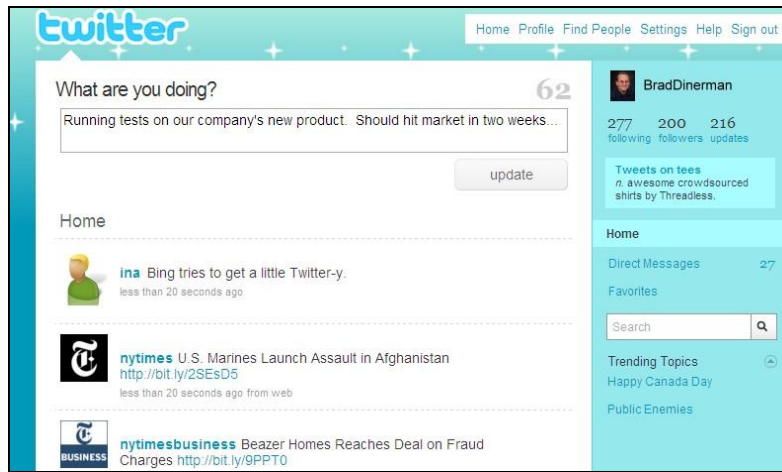 twitter
Home Profile Find People Settings Help Sign out
What are you doing?
62
Running tests on our company's new product. Should hit market in two weeks...
update
Home
ina Bing tries to get a little Twitter-y.
less than 20 seconds ago
nytimes U.S. Marines Launch Assault in Afghanistan
http://bit.ly/2SEsD5
less than 20 seconds ago from web
BUSINESS
nytimesbusiness Beazer Homes Reaches Deal on Fraud
Charges http://bit.ly/9PPT0
BradDinerman
277 200 216
following followers updates
Tweets on tees
n. awesome crowdsourced
shirts by Threadless.
Home
Direct Messages 27
Favorites
Search
Trending Topics
Happy Canada Day
Public Enemies